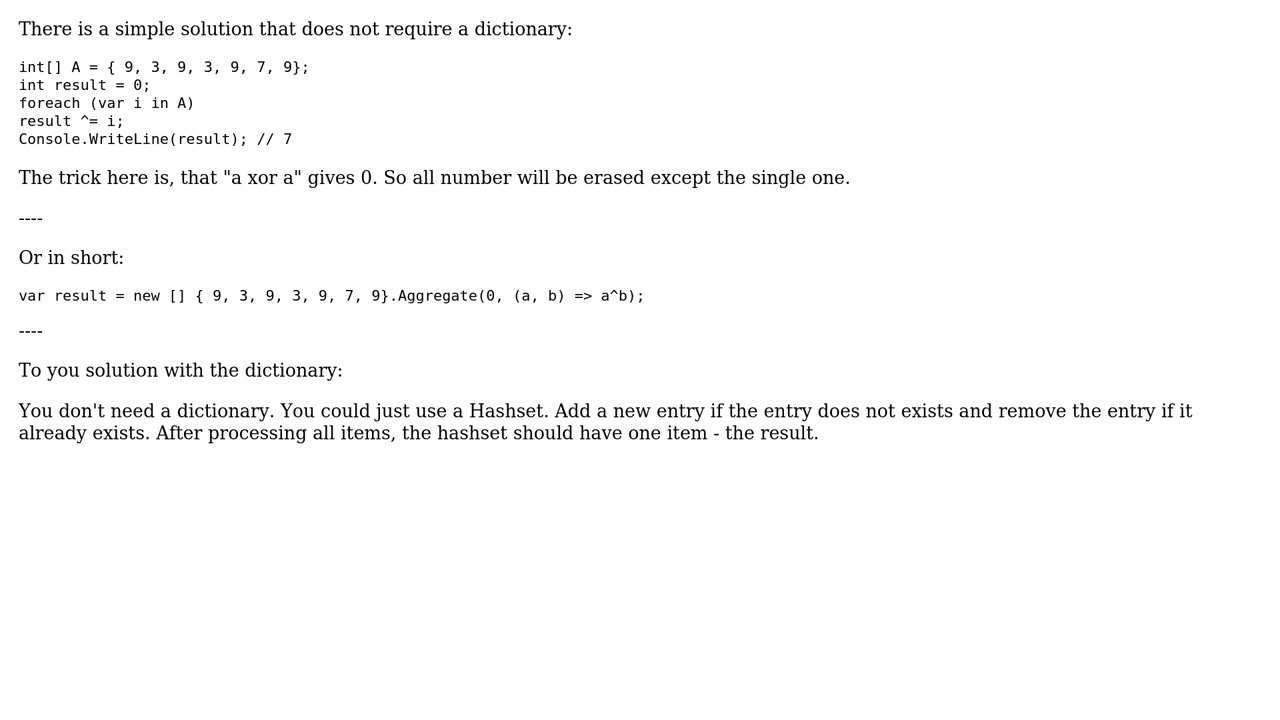 There is a simple solution that does not require a dictionary:
int[] A = { 9, 3, 9, 3, 9, 7, 9};
int result = 0;
foreach (var i in A)
result ^= i;
Console.WriteLine(result); // 7
The trick here is, that "a xor a" gives 0. So all number will be erased except the single one.
----
Or in short:
var result = new [] { 9, 3, 9, 3, 9, 7, 9}.Aggregate(0, (a, b) => a^b);
----
To you solution with the dictionary:
You don't need a dictionary. You could just use a Hashset. Add a new entry if the entry does not exists and remove the entry if it
already exists. After processing all items, the hashset should have one item - the result.